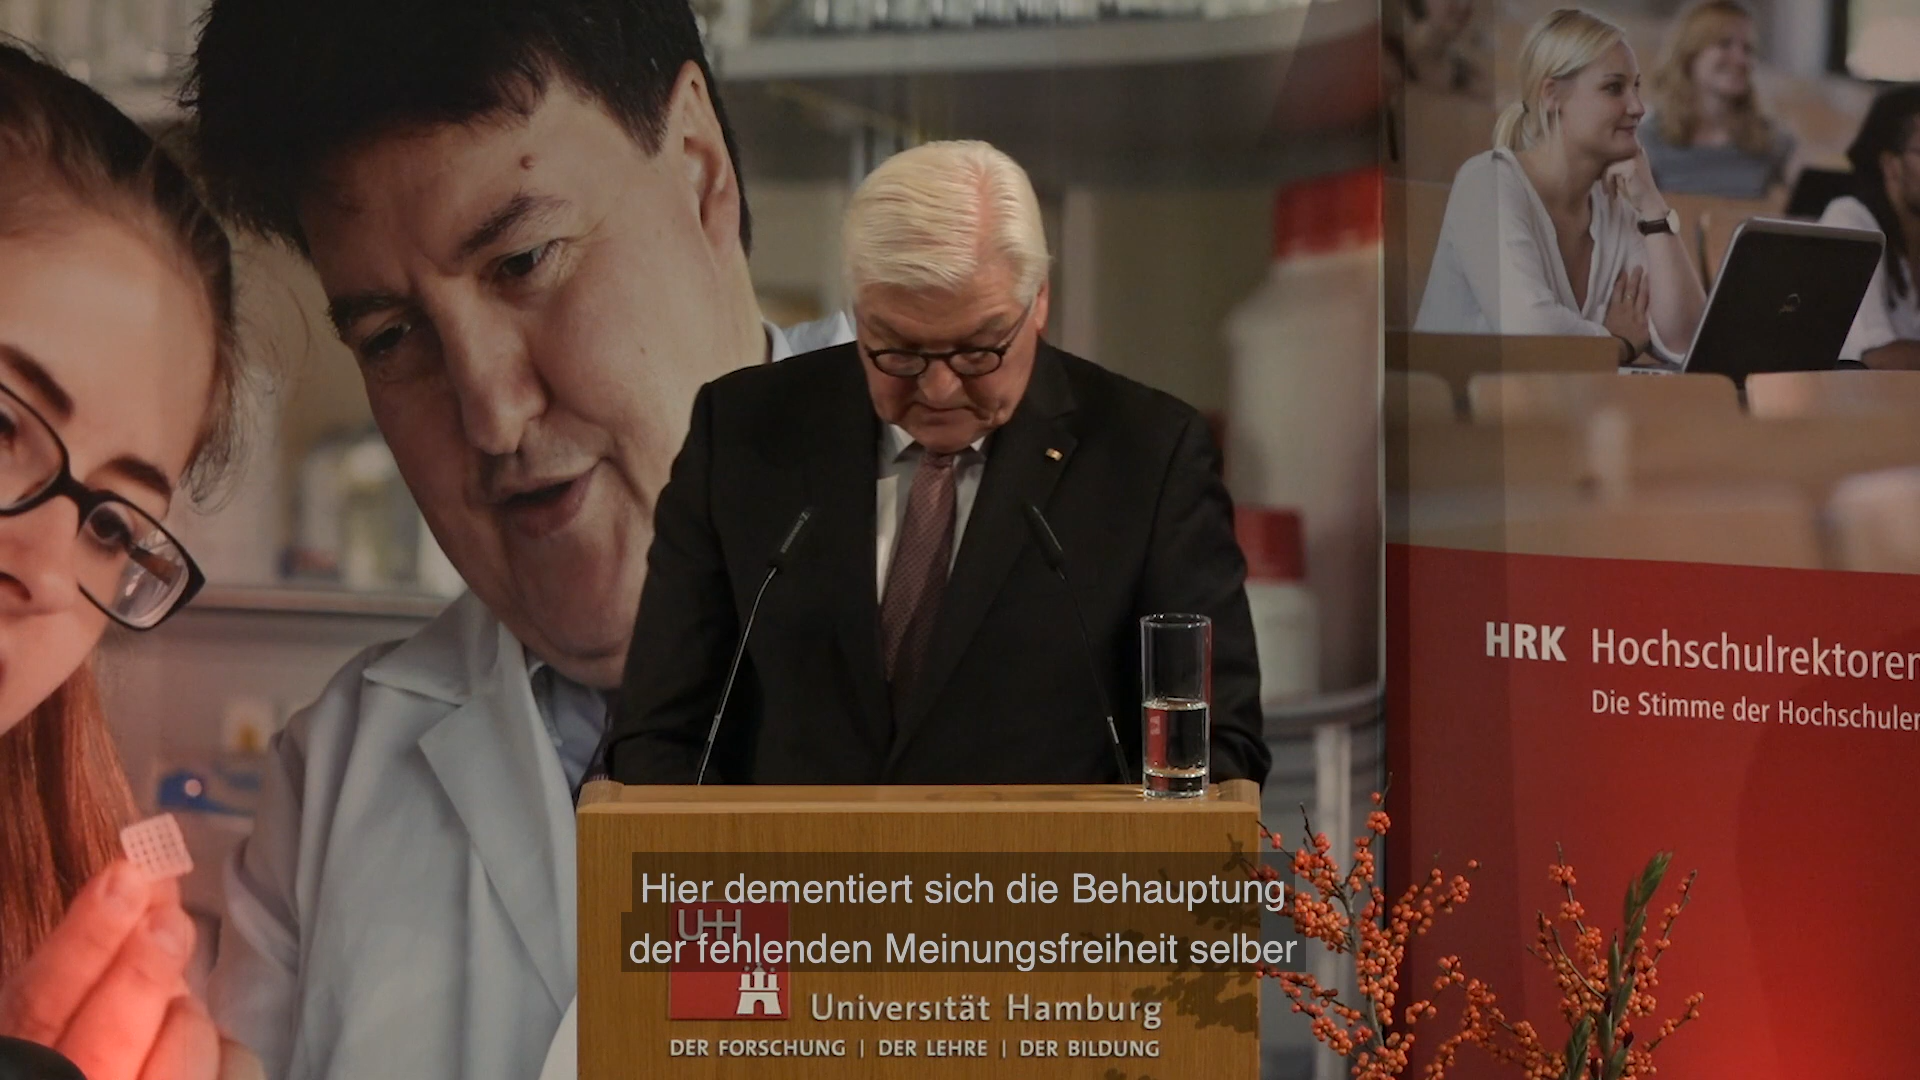 HRK Hochschulrektoren
Die Stimme der Hochschulen
Hier dementiert sich die Behauptung
der fehlenden Meinungsfreiheit selber
UHH
Universität Hamburg
DER FORSCHUNG | DER LEHRE | DER BILDUNG